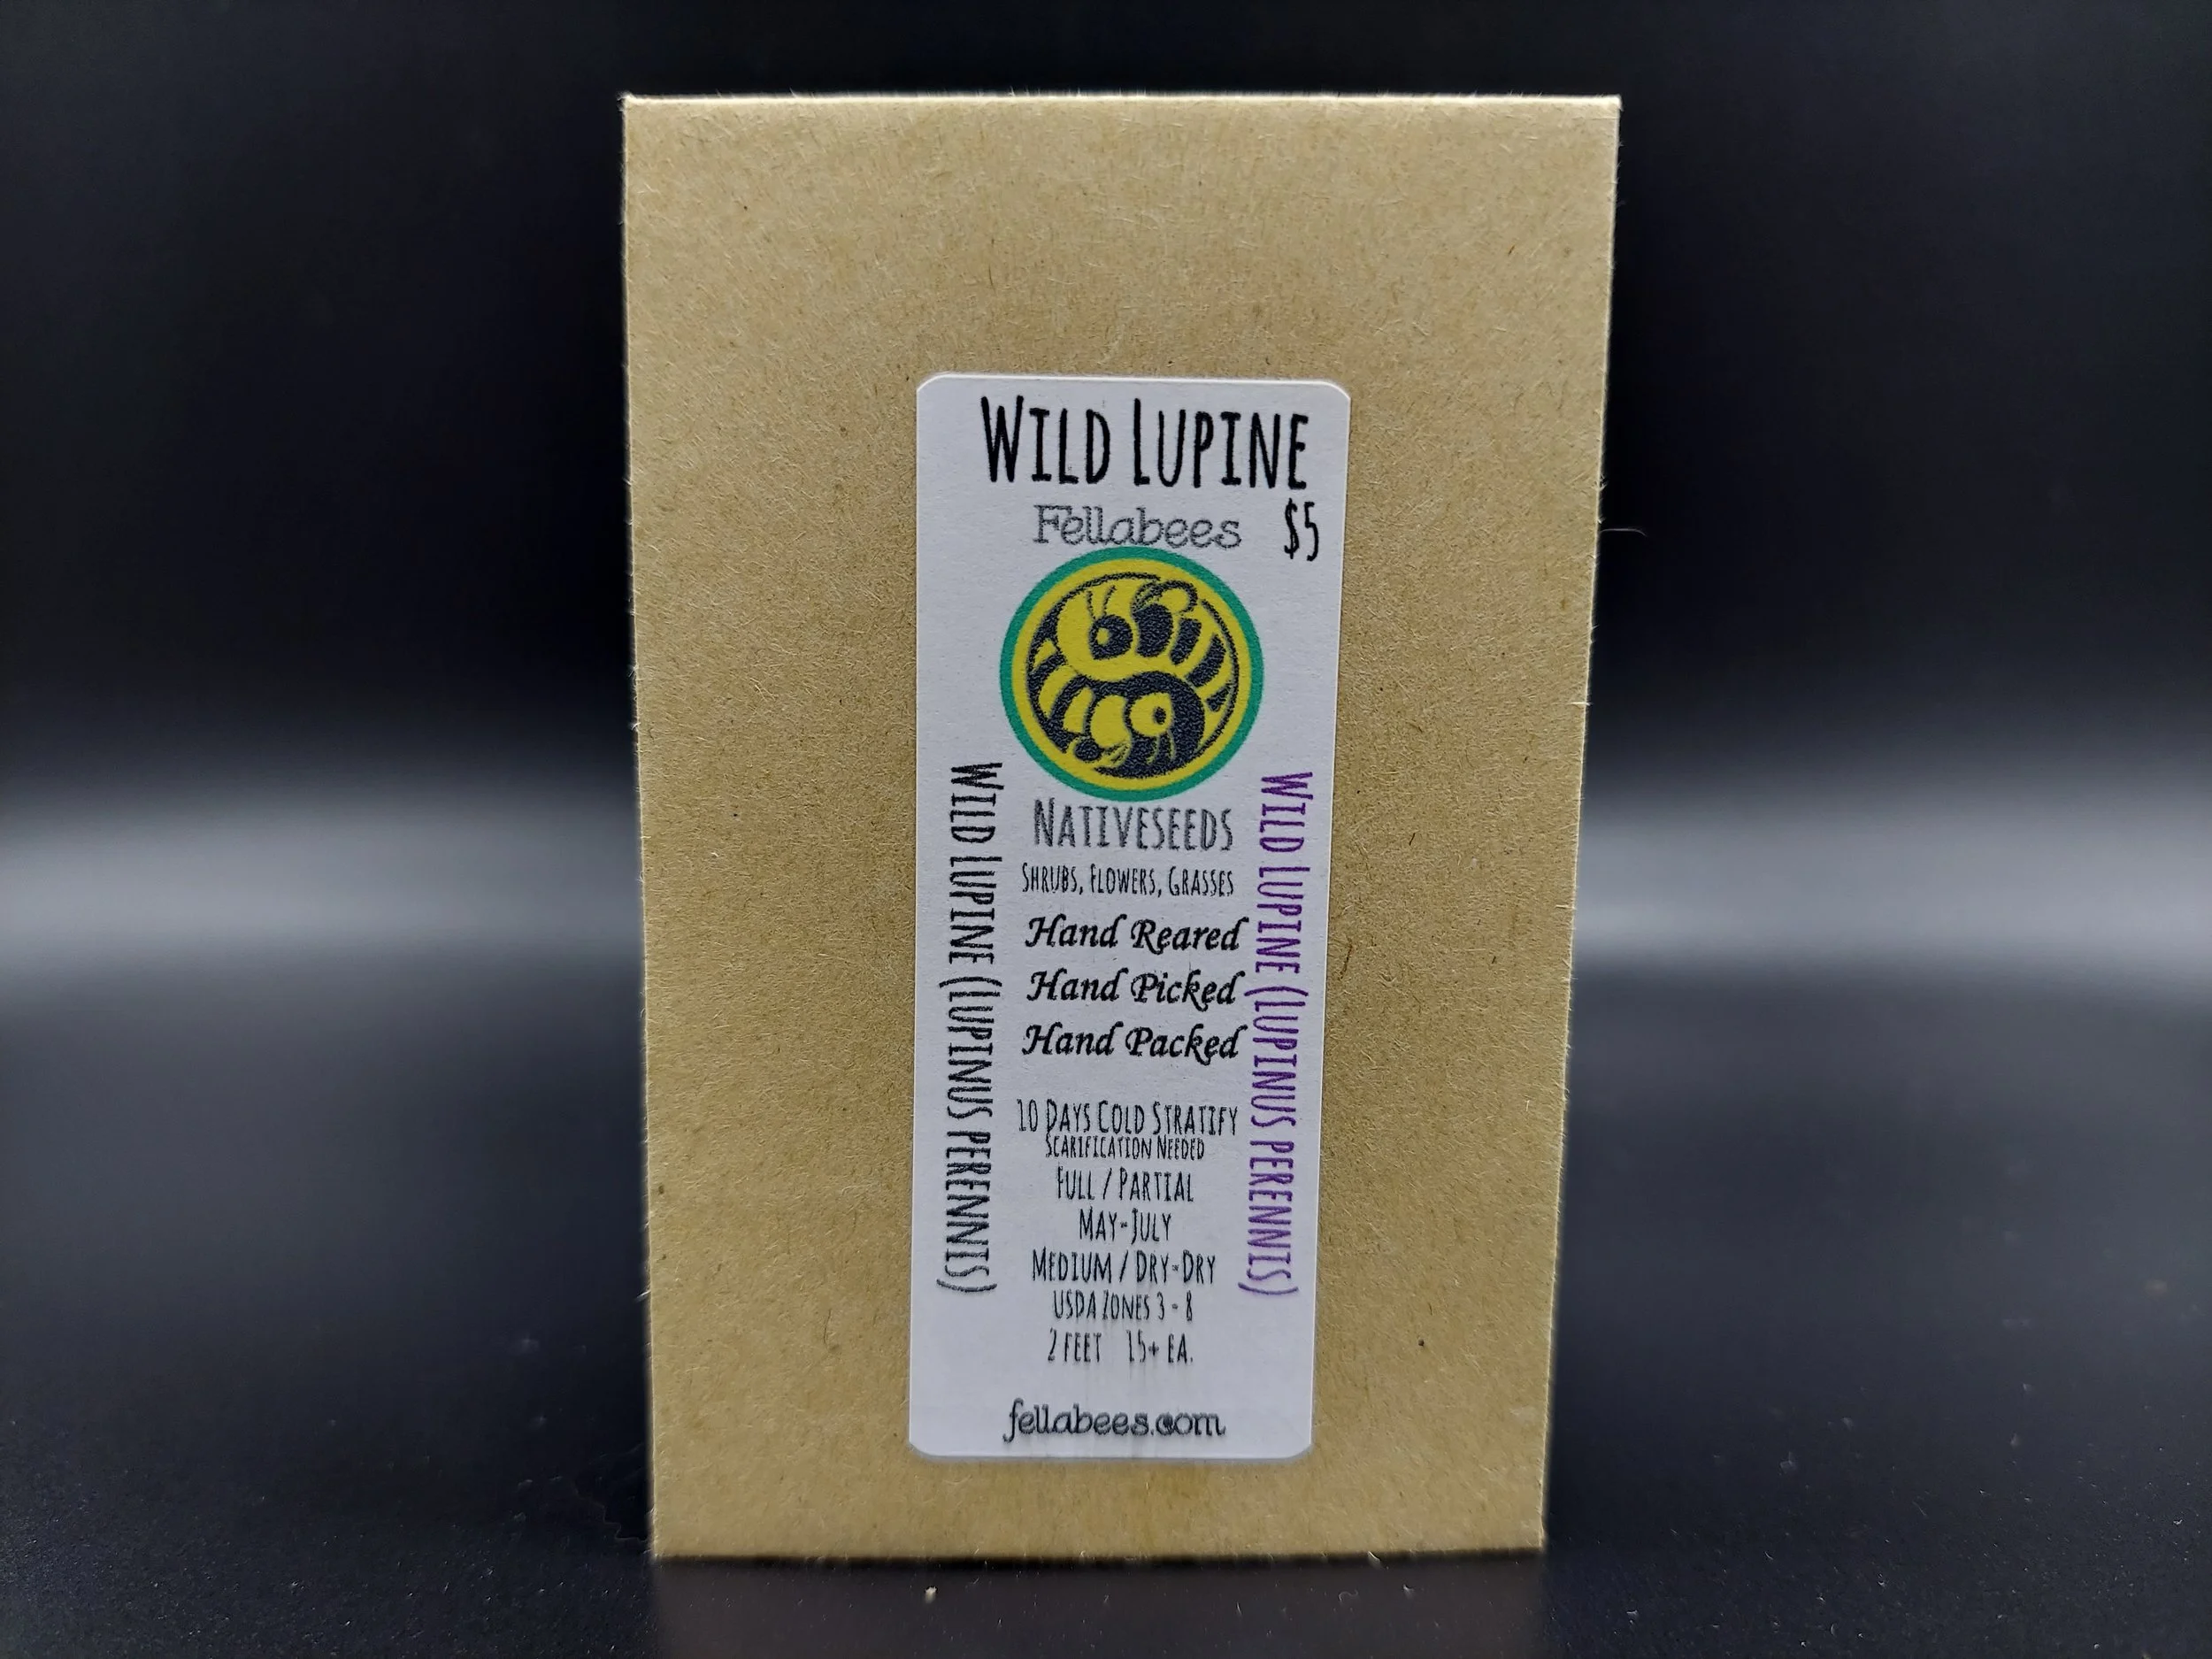 WILD LUPINE
Fellabees $5
NATIVESEEDS
SHRUBS, FLOWERS, GRASSES
Hand Reared
Hand Picked
Hand Packed
10 DAYS COLD STRATIFY
SCARIFICATION NEEDED
FULL / PARTIAL
MAY-JULY
MEDIUM / DRY-DRY
USDA ZONES 3 - 8
2 FEET 15+ EA.
fellabees.com
WILD LUPINE (LUPINUS PERENNIS)
WILD LUPINE (LUPINUS PERENNIS)